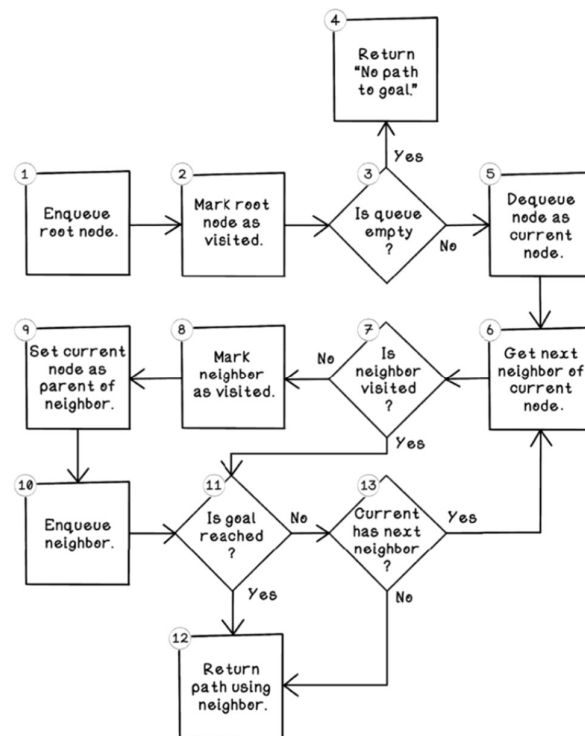 4
Return
“No path
to goal.”
Yes
1
Enqueue
root node.
2
Mark root
node as
visited.
3
Is queue
empty
?
No
5
Dequeue
node as
current
node.
9
Set current
node as
parent of
neighbor.
8
Mark
neighbor
as visited.
No
7
Is
neighbor
visited
?
Yes
6
Get next
neighbor of
current
node.
10
Enqueue
neighbor.
11
Is goal
reached
?
No
Yes
13
Current
has next
neighbor
?
Yes
No
12
Return
path using
neighbor.